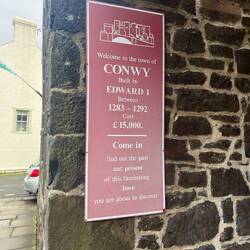 Welcome to the town of
CONWY
Built by
EDWARD I
Between
1283 - 1292
Cost
£15,000.
Come in
find out the past
and present
of this fascinating
Town
you are about to discover